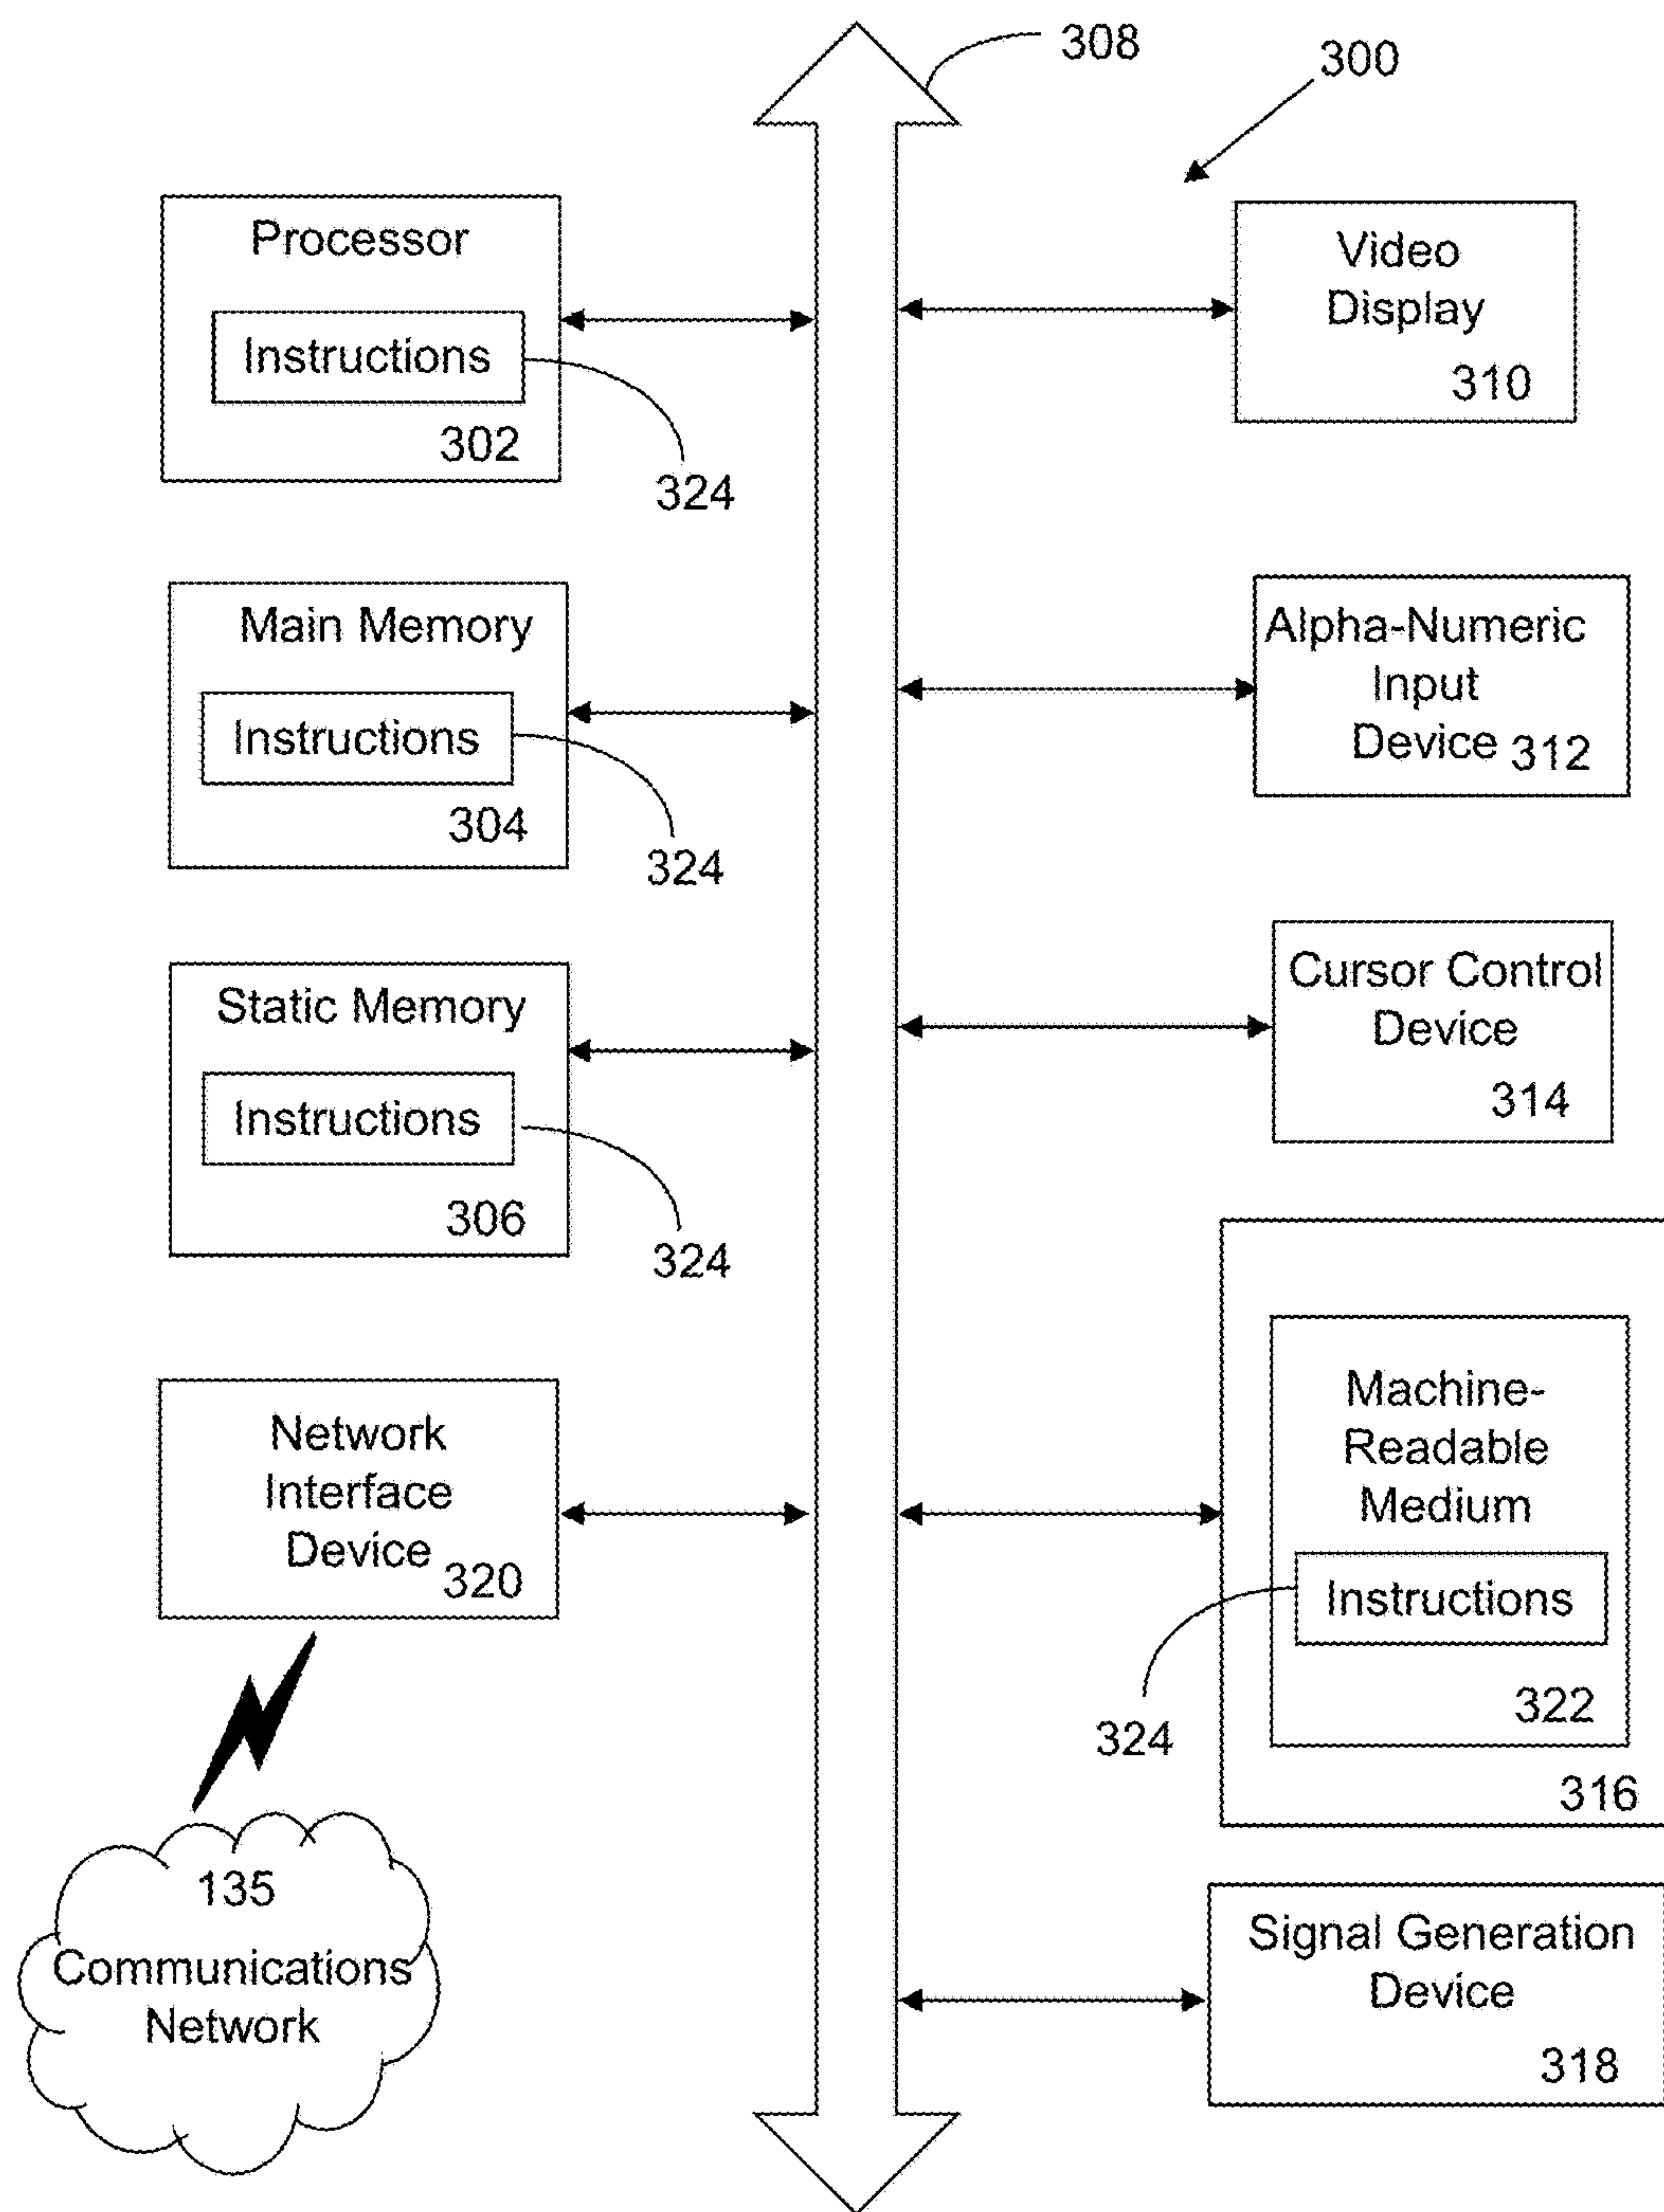 308
300
Processor
Instructions
302
324
Video
Display
310
Main Memory
Instructions
304
324
Alpha-Numeric
Input
Device 312
Static Memory
Instructions
306
324
Cursor Control
Device
314
Network
Interface
Device
320
Machine-
Readable
Medium
Instructions
322
324
316
135
Communications
Network
Signal Generation
Device
318